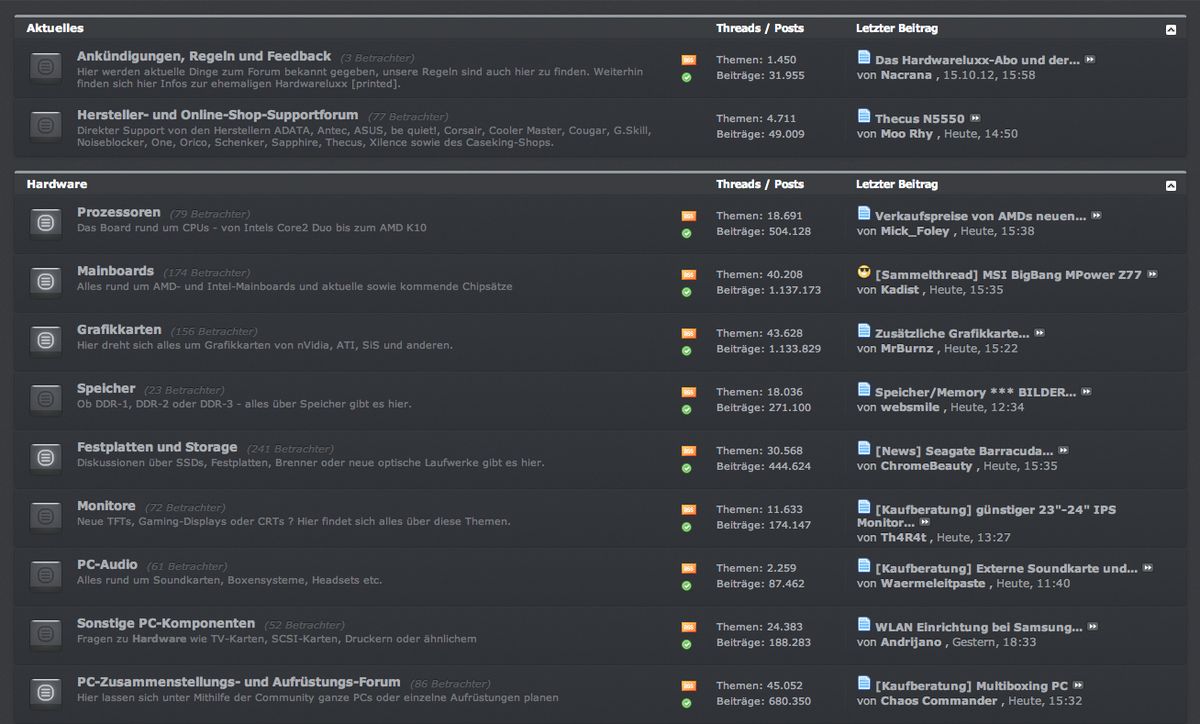 Aktuelles Threads / Posts Letzter Beitrag
Ankündigungen, Regeln und Feedback (3 Betrachter)
Hier werden aktuelle Dinge zum Forum bekannt gegeben, unsere Regeln sind auch hier zu finden. Weiterhin
finden sich hier Infos zur ehemaligen Hardwareluxx [printed].
RSS
Themen: 1.450
Beiträge: 31.955
Das Hardwareluxx-Abo und der...
von Nacrana , 15.10.12, 15:58
Hersteller- und Online-Shop-Supportforum (77 Betrachter)
Direkter Support von den Herstellern ADATA, Antec, ASUS, be quiet!, Corsair, Cooler Master, Cougar, G.Skill,
Noiseblocker, One, Orico, Schenker, Sapphire, Thecus, Xilence sowie des Caseking-Shops.
Themen: 4.711
Beiträge: 49.009
Thecus N5550
von Moo Rhy , Heute, 14:50
Hardware Threads / Posts Letzter Beitrag
Prozessoren (79 Betrachter)
Das Board rund um CPUs - von Intels Core2 Duo bis zum AMD K10
RSS
Themen: 18.691
Beiträge: 504.128
Verkaufspreise von AMDs neuen...
von Mick_Foley , Heute, 15:38
Mainboards (174 Betrachter)
Alles rund um AMD- und Intel-Mainboards und aktuelle sowie kommende Chipsätze
RSS
Themen: 40.208
Beiträge: 1.137.173
[Sammelthread] MSI BigBang MPower Z77
von Kadist , Heute, 15:35
Grafikkarten (156 Betrachter)
Hier dreht sich alles um Grafikkarten von nVidia, ATI, SiS und anderen.
RSS
Themen: 43.628
Beiträge: 1.133.829
Zusätzliche Grafikkarte...
von MrBurnz , Heute, 15:22
Speicher (23 Betrachter)
Ob DDR-1, DDR-2 oder DDR-3 - alles über Speicher gibt es hier.
RSS
Themen: 18.036
Beiträge: 271.100
Speicher/Memory *** BILDER...
von websmile , Heute, 12:34
Festplatten und Storage (241 Betrachter)
Diskussionen über SSDs, Festplatten, Brenner oder neue optische Laufwerke gibt es hier.
RSS
Themen: 30.568
Beiträge: 444.624
[News] Seagate Barracuda...
von ChromeBeauty , Heute, 15:35
Monitore (72 Betrachter)
Neue TFTs, Gaming-Displays oder CRTs ? Hier findet sich alles über diese Themen.
RSS
Themen: 11.633
Beiträge: 174.147
[Kaufberatung] günstiger 23"-24" IPS
Monitor...
von Th4R4t , Heute, 13:27
PC-Audio (61 Betrachter)
Alles rund um Soundkarten, Boxensysteme, Headsets etc.
RSS
Themen: 2.259
Beiträge: 87.462
[Kaufberatung] Externe Soundkarte und...
von Waermeleitpaste , Heute, 11:40
Sonstige PC-Komponenten (52 Betrachter)
Fragen zu Hardware wie TV-Karten, SCSI-Karten, Druckern oder ähnlichem
RSS
Themen: 24.383
Beiträge: 188.283
WLAN Einrichtung bei Samsung...
von Andrijano , Gestern, 18:33
PC-Zusammenstellungs- und Aufrüstungs-Forum (86 Betrachter)
Hier lassen sich unter Mithilfe der Community ganze PCs oder einzelne Aufrüstungen planen
RSS
Themen: 45.052
Beiträge: 680.350
[Kaufberatung] Multiboxing PC
von Chaos Commander , Heute, 15:32